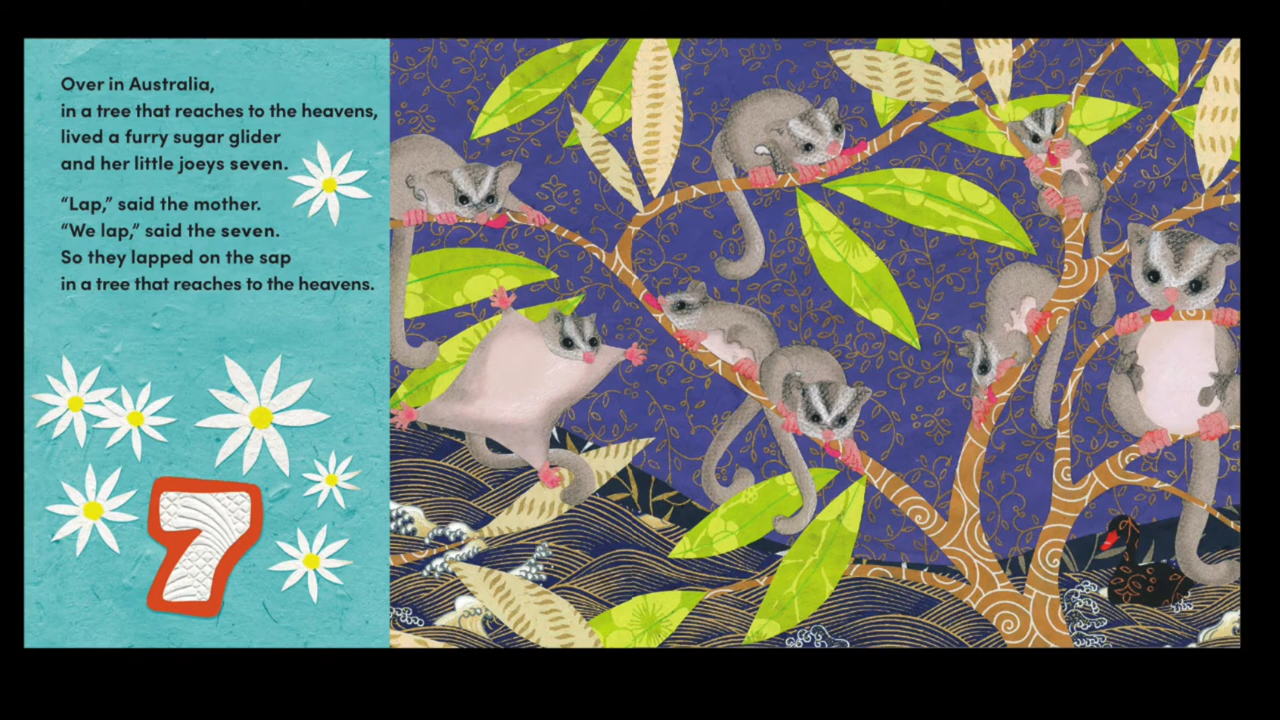 Over in Australia,
in a tree that reaches to the heavens,
lived a furry sugar glider
and her little joeys seven.
“Lap,” said the mother.
“We lap,” said the seven.
So they lapped on the sap
in a tree that reaches to the heavens.
7